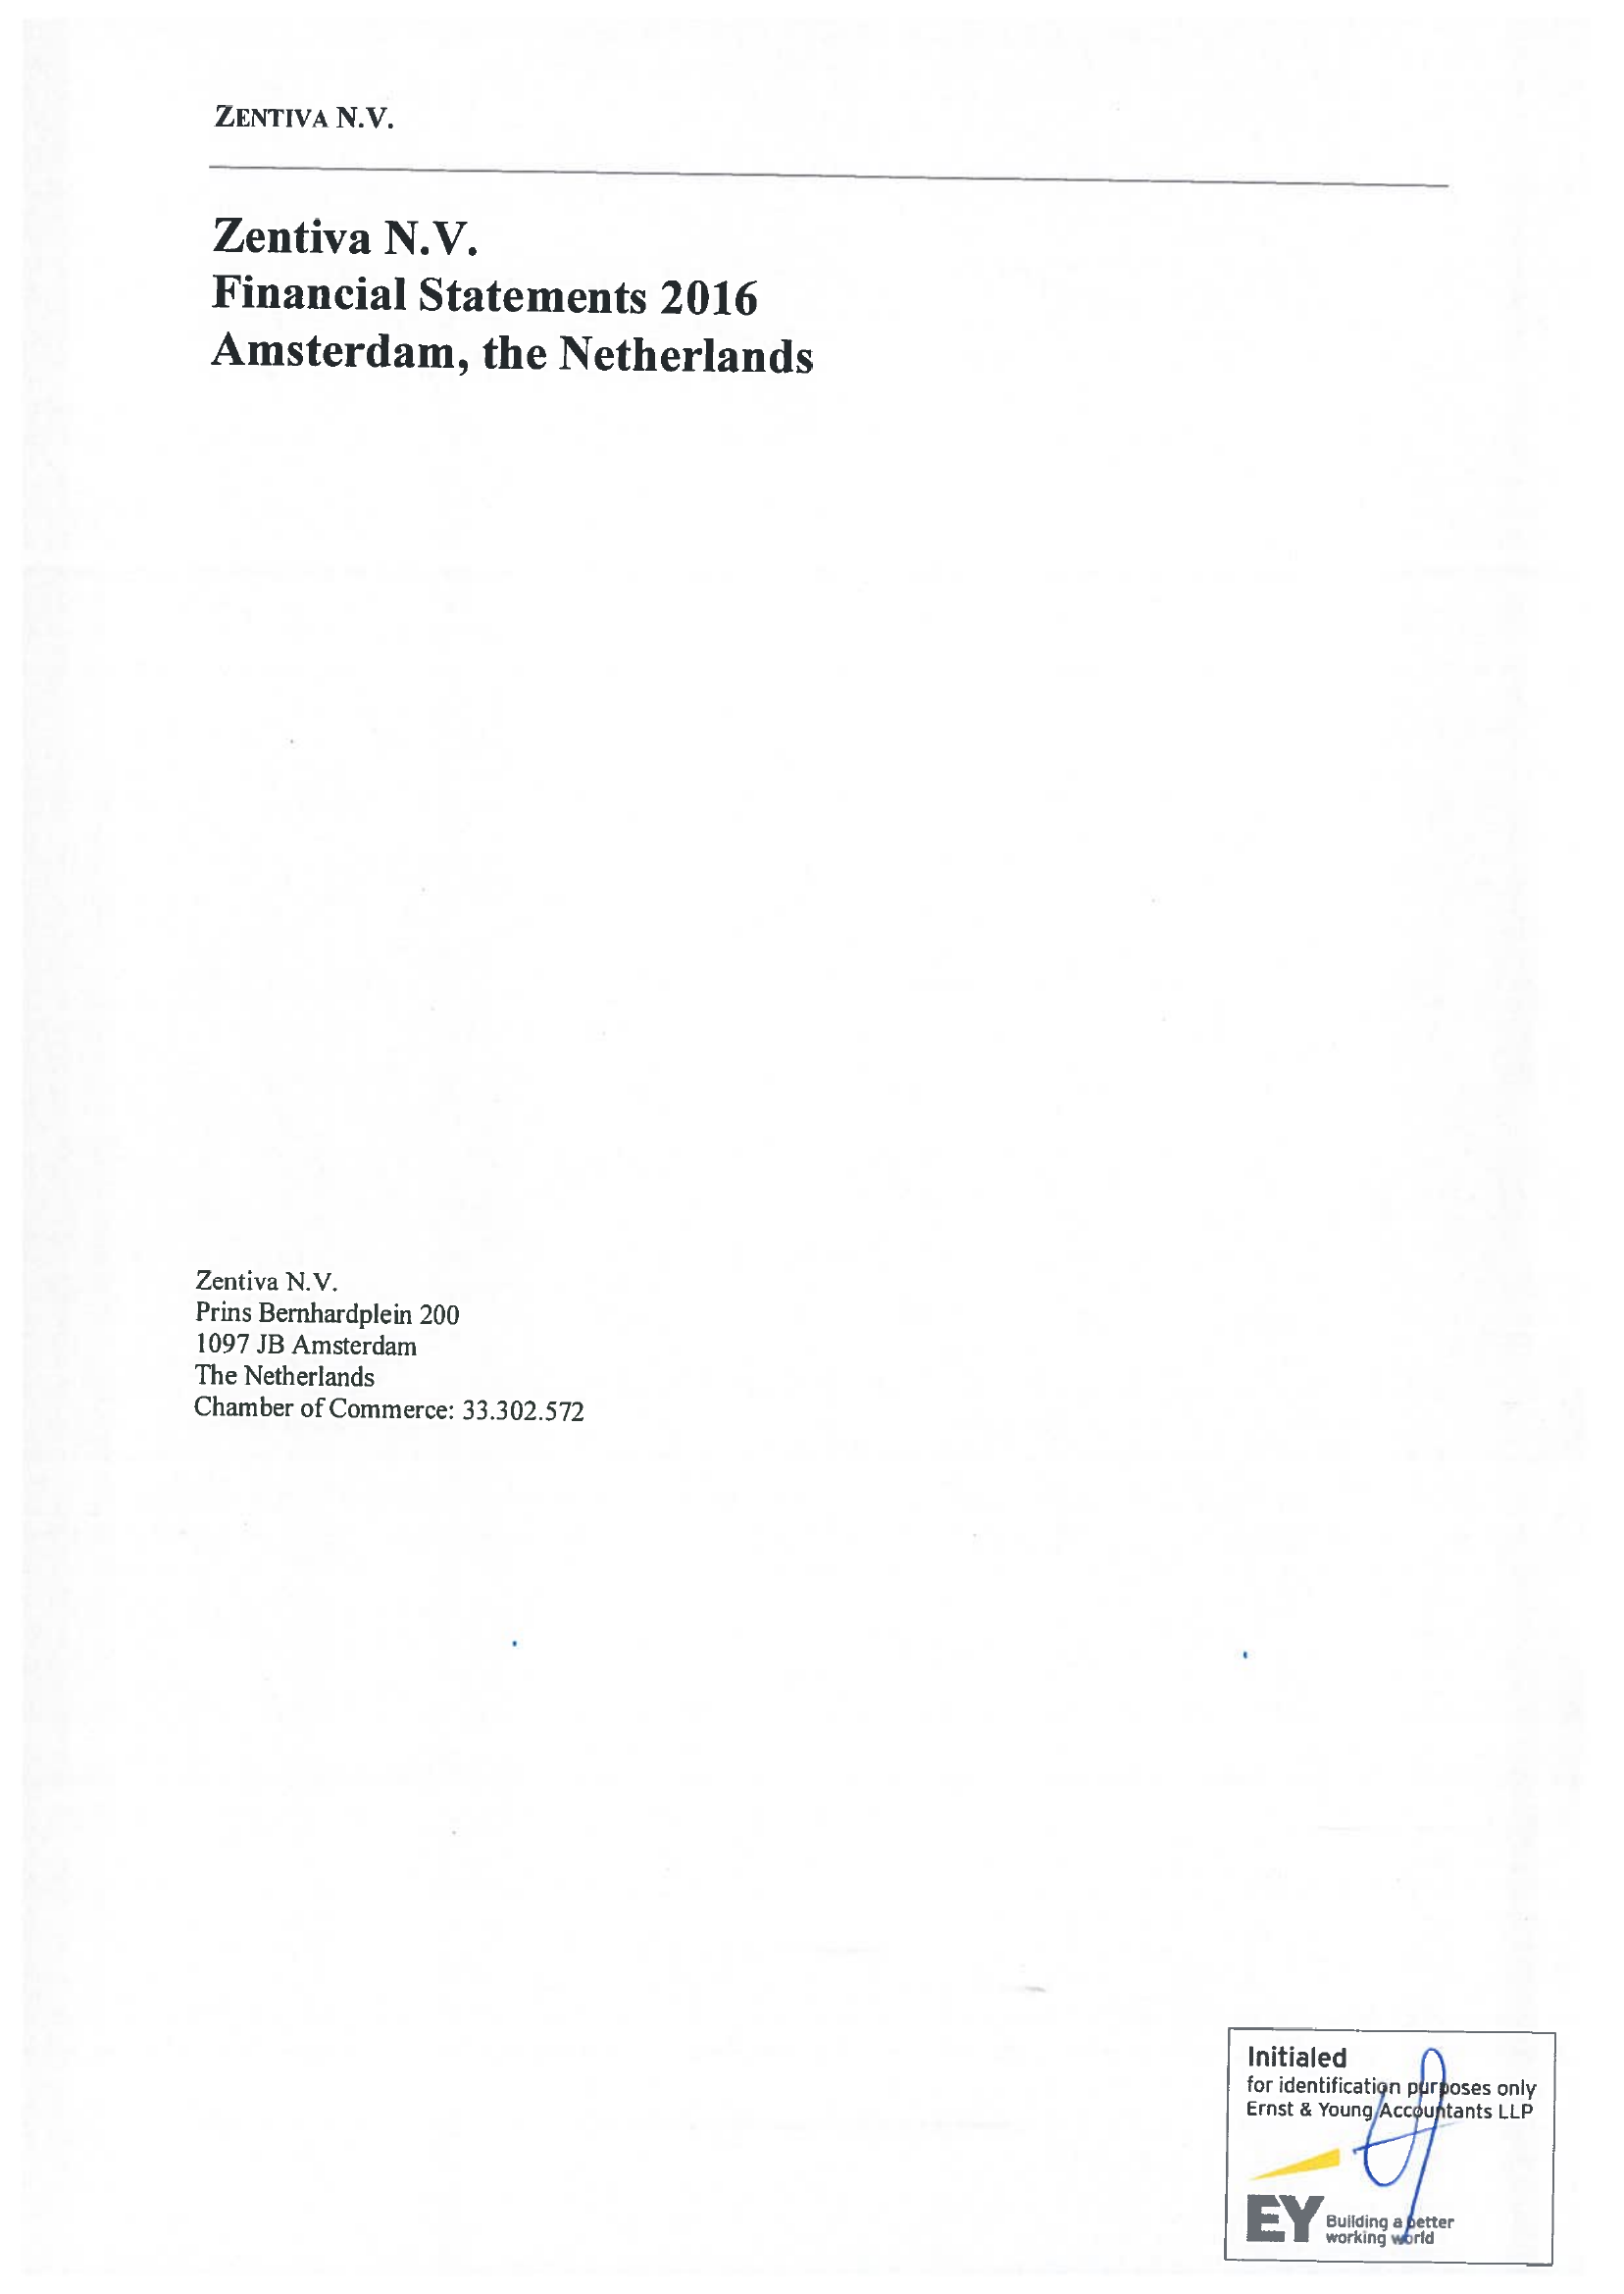 ZENTIVA N.V.
Zentiva N.V.
Financial Statements 2016
Amsterdam, the Netherlands
Zentiva N.V.
Prins Bernhardplein 200
1097 JB Amsterdam
The Netherlands
Chamber of Commerce: 33.302.572
Initialed
for identification purposes only
Ernst & Young Accountants LLP
EY
Building a better
working world